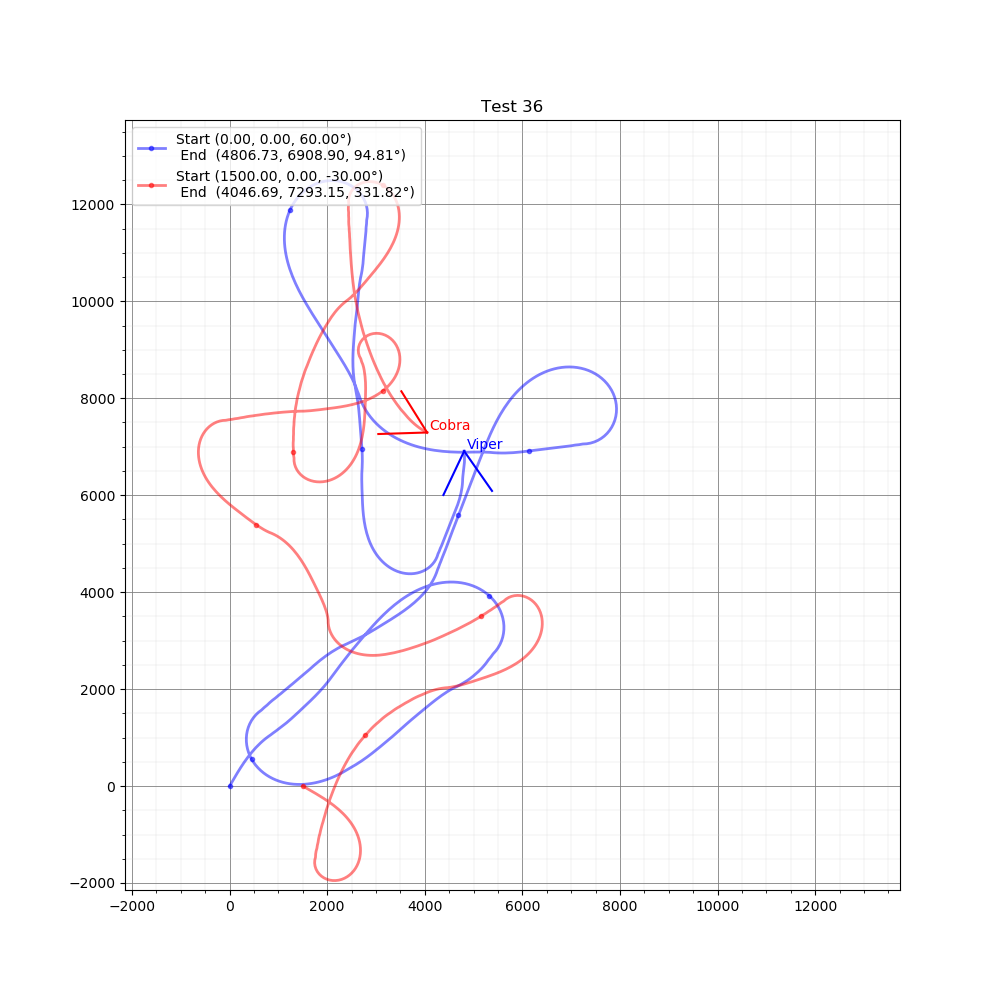 Test 36
Start (0.00, 0.00, 60.00°)
End (4806.73, 6908.90, 94.81°)
Start (1500.00, 0.00, -30.00°)
End (4046.69, 7293.15, 331.82°)
12000
10000
8000
6000
4000
2000
0
−2000
Cobra
Viper
−2000 0 2000 4000 6000 8000 10000 12000